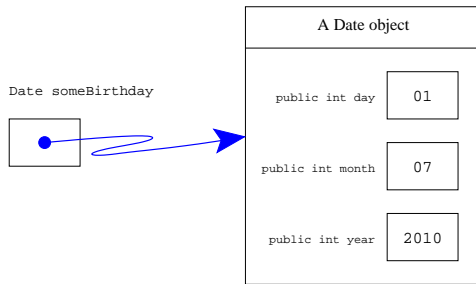 A Date object
Date someBirthday
public int day 01
public int month 07
public int year 2010